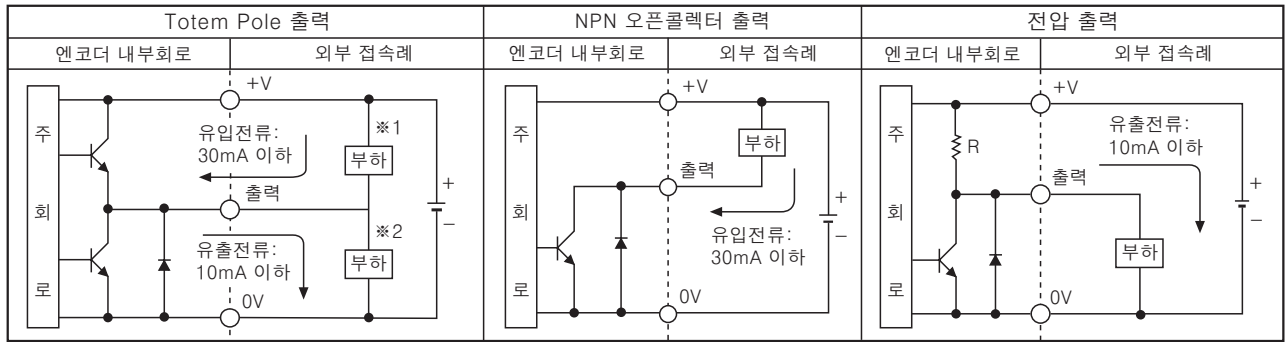 Totem Pole 출력
엔코더 내부회로
외부 접속례
+V
주
회
로
유입전류:
30mA 이하
※1
부하
출력
유출전류:
10mA 이하
※2
부하
+
−
0V
NPN 오픈콜렉터 출력
엔코더 내부회로
외부 접속례
+V
주
회
로
부하
출력
유입전류:
30mA 이하
+
−
0V
전압 출력
엔코더 내부회로
외부 접속례
+V
주
회
로
R
유출전류:
10mA 이하
출력
부하
+
−
0V